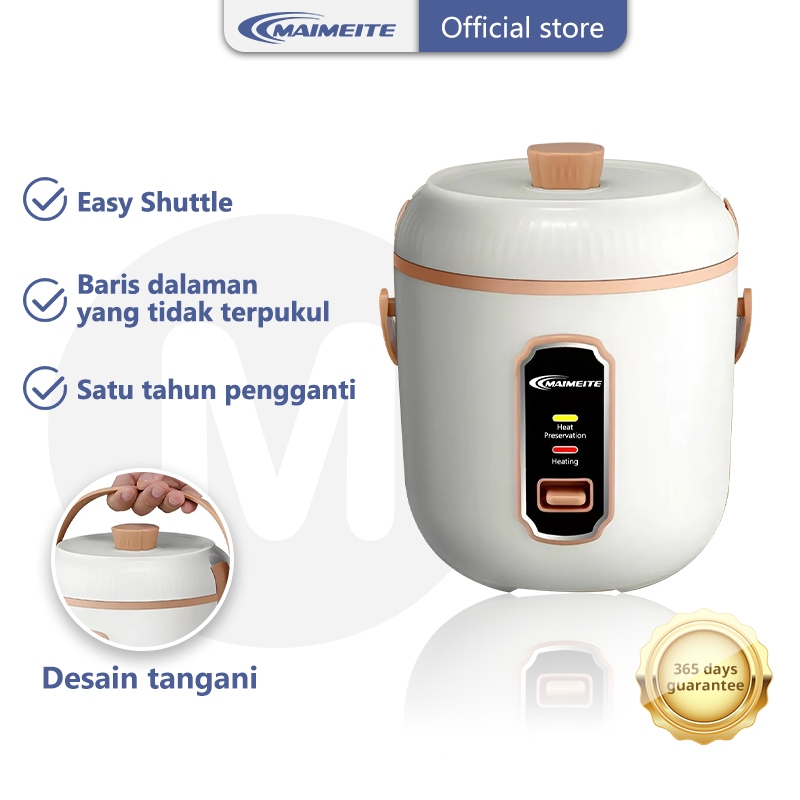 MAIMEITE
Official store
Easy Shuttle
Baris dalaman
yang tidak terpukul
Satu tahun pengganti
MAIMEITE
Heat
Preservation
Heating
M
Desain tangani
365 days
guarantee